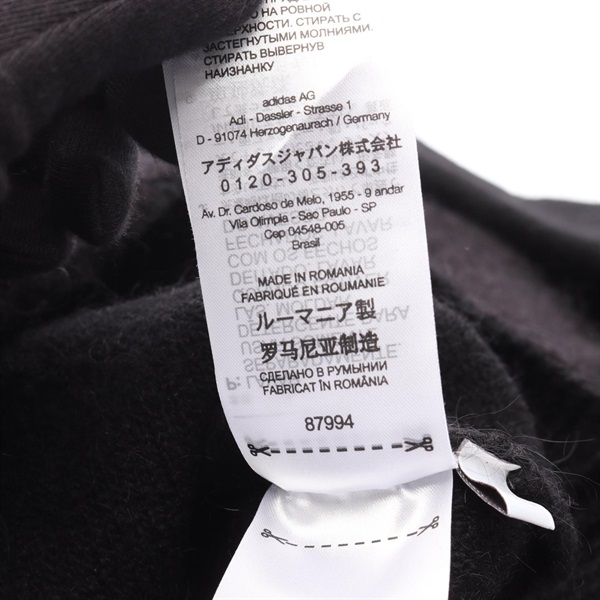 НА РОВНОЙ
ПОВЕРХНОСТИ. СТИРАТЬ С
ЗАСТЕГНУТЫМИ МОЛНИЯМИ.
СТИРАТЬ ВЫВЕРНУВ
НАИЗНАНКУ
adidas AG
Adi - Dassler - Strasse 1
D - 91074 Herzogenaurach / Germany
アディダスジャパン株式会社
0120-305-393
Av. Dr. Cardoso de Melo, 1955 - 9 andar
Vila Olimpia - Sao Paulo - SP
Cep 04548-005
Brasil
MADE IN ROMANIA
FABRIQUÉ EN ROUMANIE
ルーマニア製
罗马尼亚制造
СДЕЛАНО В РУМЫНИИ
FABRICAT ÎN ROMÂNIA
87994